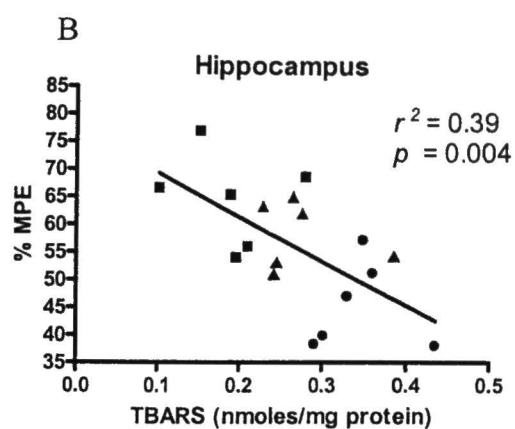 B
Hippocampus
r² = 0.39
p = 0.004
% MPE
85
80
75
70
65
60
55
50
45
40
35
0.0 0.1 0.2 0.3 0.4 0.5
TBARS (nmoles/mg protein)